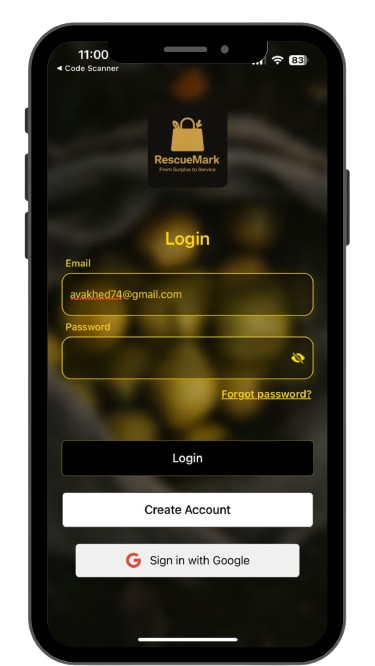 11:00
83
◂ Code Scanner
RescueMark
From Surplus to Service
Login
Email
avakhed74@gmail.com
Password
Forgot password?
Login
Create Account
G Sign in with Google